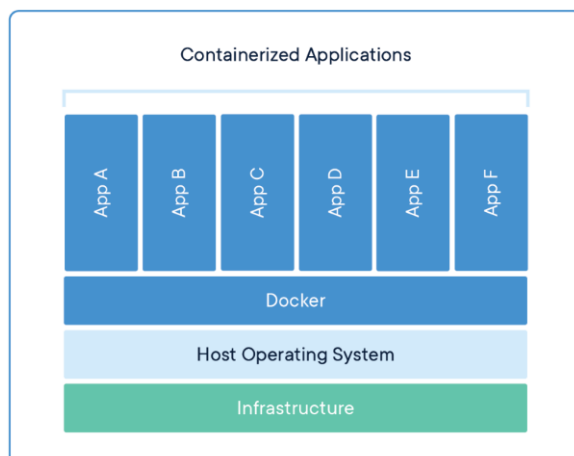 Containerized Applications
App A
App B
App C
App D
App E
App F
Docker
Host Operating System
Infrastructure